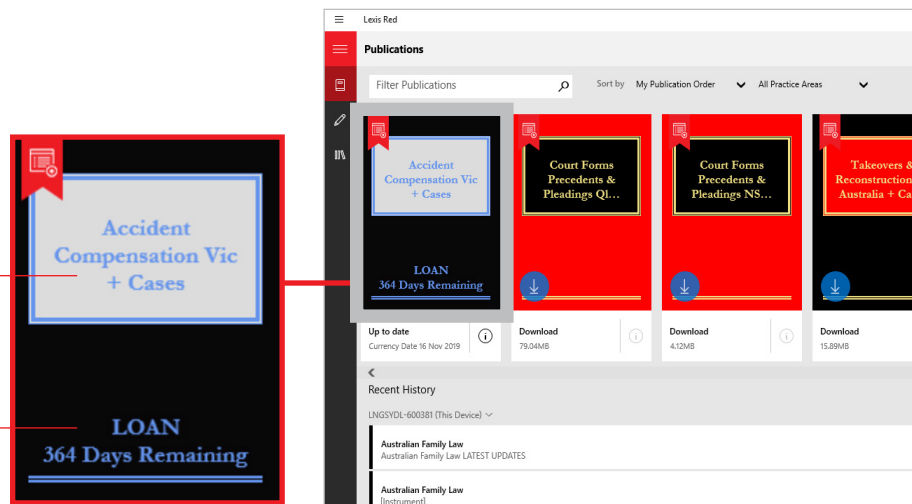 Accident
Compensation Vic
+ Cases
LOAN
364 Days Remaining
Lexis Red
Publications
Filter Publications
Sort by My Publication Order All Practice Areas
Accident
Compensation Vic
+ Cases
LOAN
364 Days Remaining
Court Forms
Precedents &
Pleadings Ql...
Court Forms
Precedents &
Pleadings NS...
Takeovers &
Reconstruction
Australia + Ca
Up to date
Currency Date 16 Nov 2019
Download
79.04MB
Download
4.12MB
Download
15.89MB
Recent History
LNGSYDL-600381 (This Device)
Australian Family Law
Australian Family Law LATEST UPDATES
Australian Family Law
[Instrument]